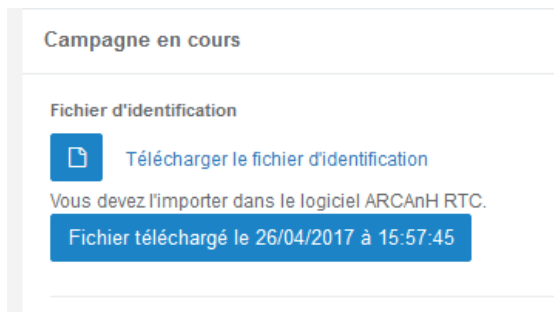 Campagne en cours
Fichier d'identification
Télécharger le fichier d'identification
Vous devez l'importer dans le logiciel ARCAnH RTC.
Fichier téléchargé le 26/04/2017 à 15:57:45